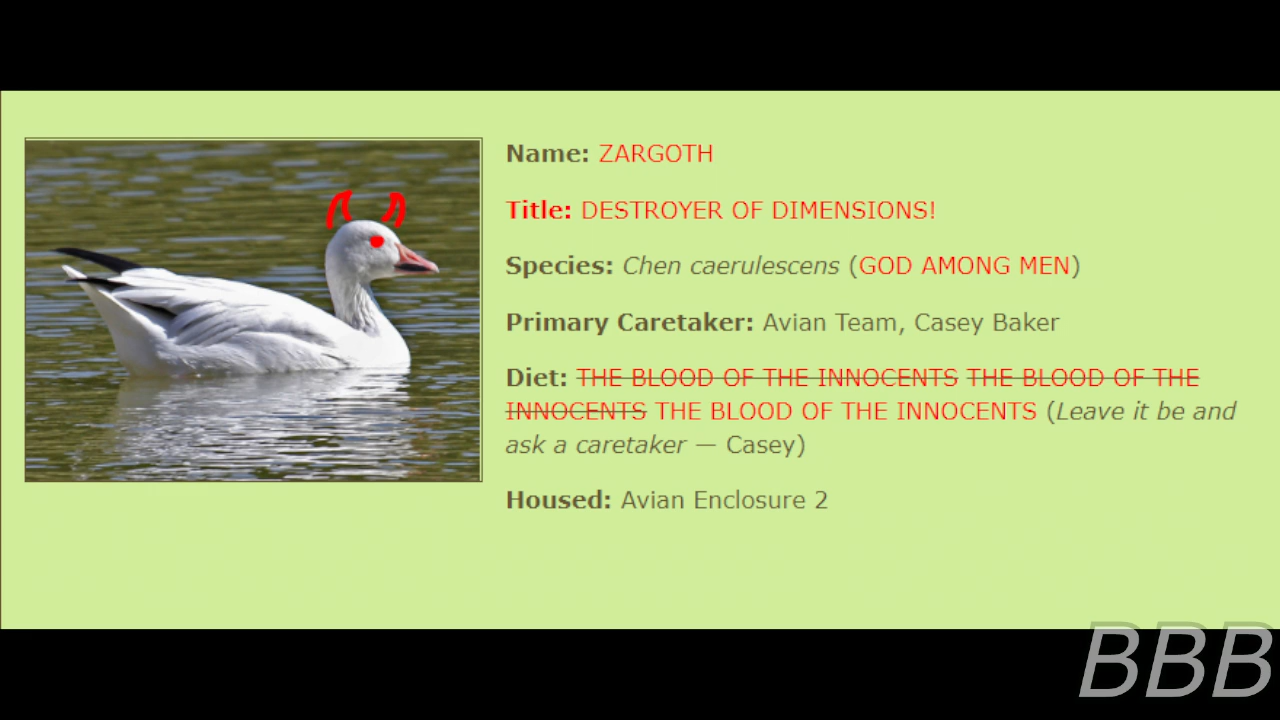 Name: ZARGOTH
Title: DESTROYER OF DIMENSIONS!
Species: Chen caerulescens (GOD AMONG MEN)
Primary Caretaker: Avian Team, Casey Baker
Diet: THE BLOOD OF THE INNOCENTS THE BLOOD OF THE
INNOCENTS THE BLOOD OF THE INNOCENTS (Leave it be and
ask a caretaker — Casey)
Housed: Avian Enclosure 2
BBB